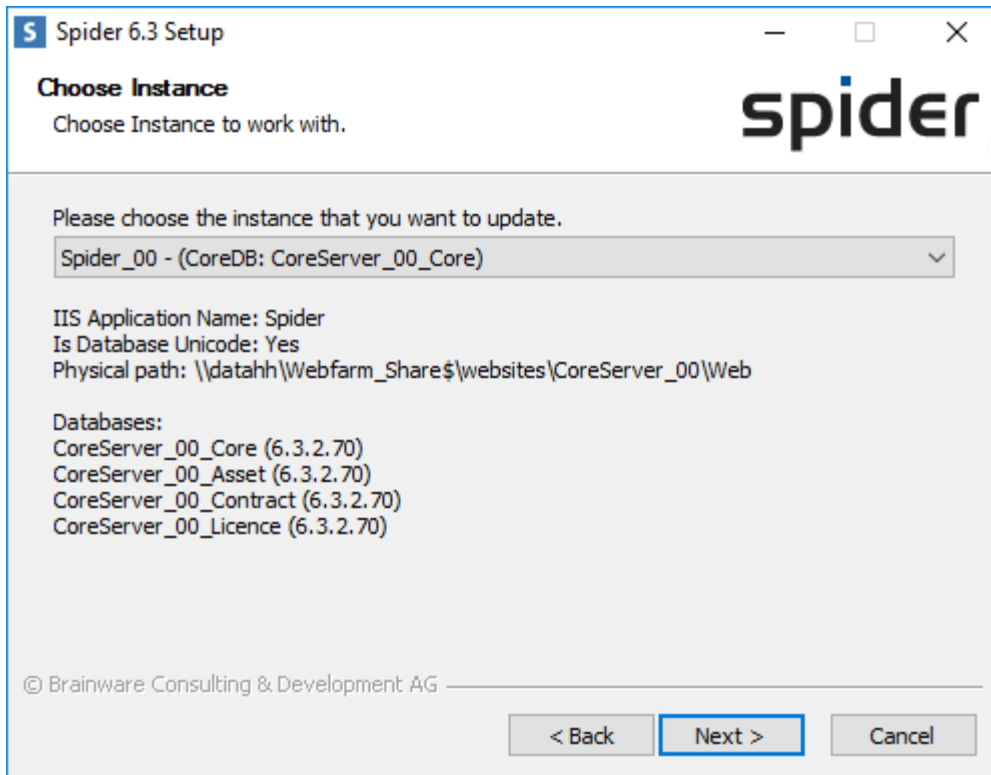 S Spider 6.3 Setup
Choose Instance
Choose Instance to work with.
spider
Please choose the instance that you want to update.
Spider_00 - (CoreDB: CoreServer_00_Core)
IIS Application Name: Spider
Is Database Unicode: Yes
Physical path: \\datahh\Webfarm_Share$\websites\CoreServer_00\Web
Databases:
CoreServer_00_Core (6.3.2.70)
CoreServer_00_Asset (6.3.2.70)
CoreServer_00_Contract (6.3.2.70)
CoreServer_00_Licence (6.3.2.70)
© Brainware Consulting & Development AG
< Back Next > Cancel